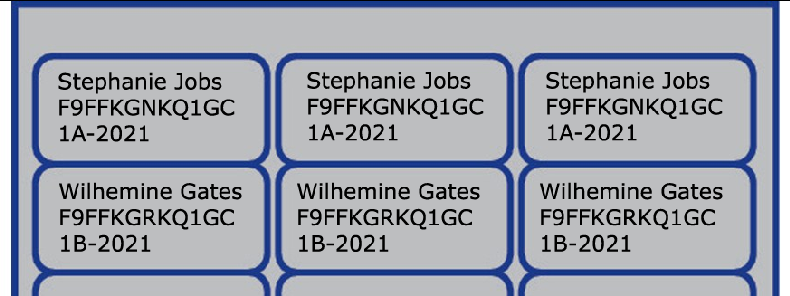 Stephanie Jobs
F9FFKGNKQ1GC
1A-2021
Stephanie Jobs
F9FFKGNKQ1GC
1A-2021
Stephanie Jobs
F9FFKGNKQ1GC
1A-2021
Wilhemine Gates
F9FFKGRKQ1GC
1B-2021
Wilhemine Gates
F9FFKGRKQ1GC
1B-2021
Wilhemine Gates
F9FFKGRKQ1GC
1B-2021